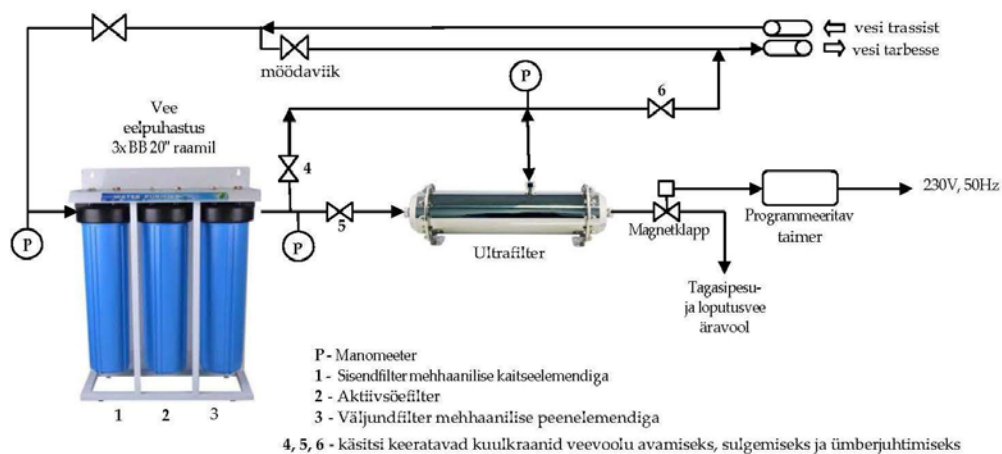 vesi trassist
vesi tarbesse
möödaviik
P
6
Vee
eelpuhastus
3x BB 20" raamil
4
230V, 50Hz
P
P
5
Magnetklapp
Programmeeritav
taimer
Ultrafilter
Tagasipesu-
ja loputusvee
äravool
P - Manomeeter
1 - Sisendfilter mehhaanilise kaitseelemendiga
2 - Aktiivsöefilter
3 - Väljundfilter mehhaanilise peenelemendiga
1 2 3
4, 5, 6 - käsitsi keeratavad kuulkraanid veevoolu avamiseks, sulgemiseks ja ümberjuhtimiseks